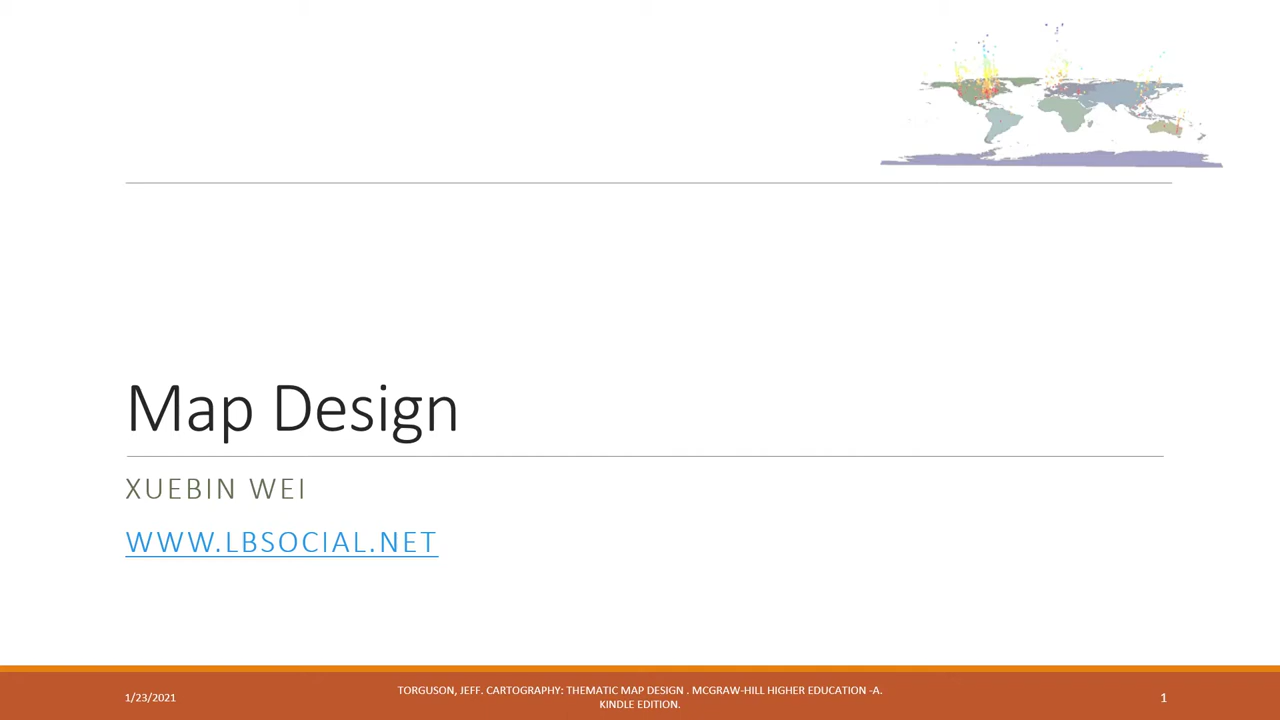 Map Design
XUEBIN WEI
WWW.LBSOCIAL.NET
1/23/2021
TORGUSON, JEFF. CARTOGRAPHY: THEMATIC MAP DESIGN . MCGRAW-HILL HIGHER EDUCATION -A.
KINDLE EDITION.
1